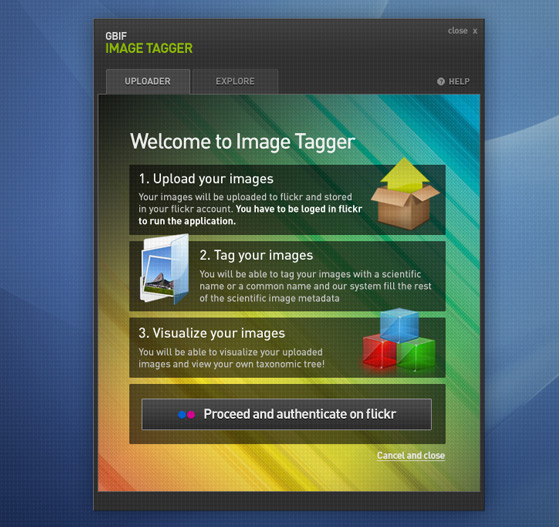 GBIF
IMAGE TAGGER
close x
UPLOADER
EXPLORE
? HELP
Welcome to Image Tagger
1. Upload your images
Your images will be uploaded to flickr and stored
in your flickr account. You have to be loged in flickr
to run the application.
2. Tag your images
You will be able to tag your images with a scientific
name or a common name and our system fill the rest
of the scientific image metadata
3. Visualize your images
You will be able to visualize your uploaded
images and view your own taxonomic tree!
Proceed and authenticate on flickr
Cancel and close